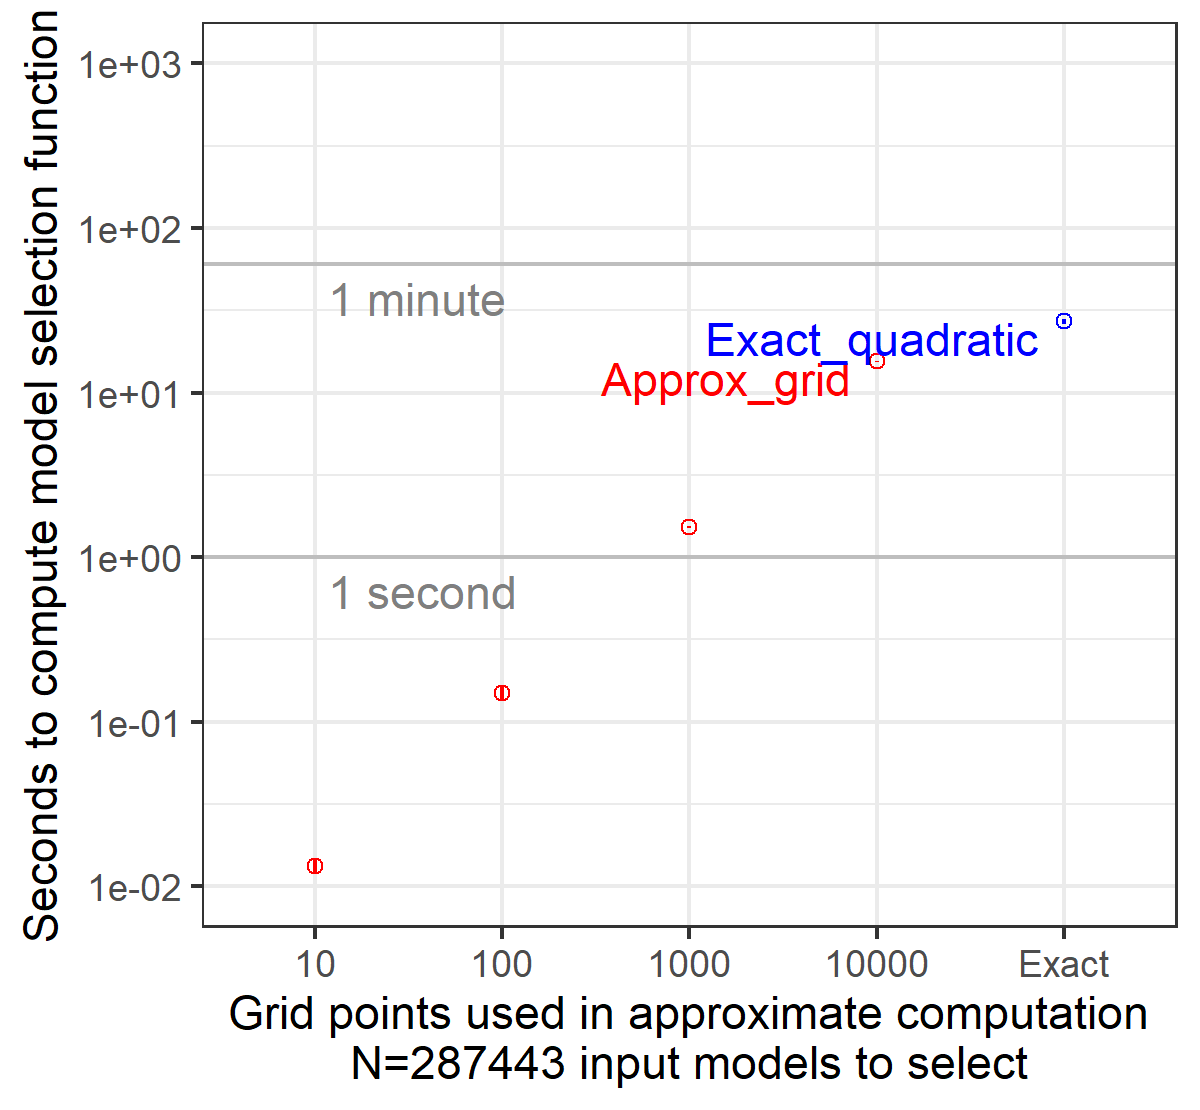 Seconds to compute model selection function
1e+03
1e+02
1e+01
1e+00
1e-01
1e-02
1 minute
Exact_quadratic
Approx_grid
1 second
10 100 1000 10000 Exact
Grid points used in approximate computation
N=287443 input models to select